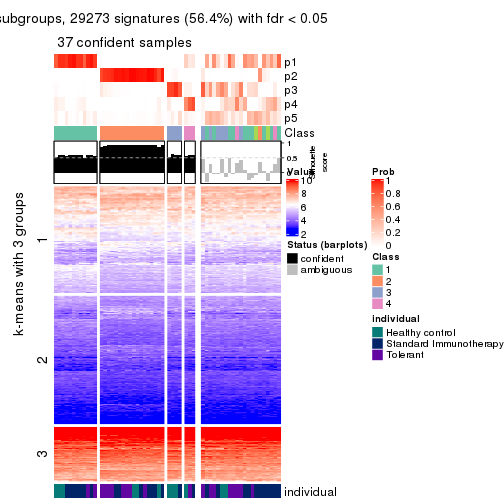 subgroups, 29273 signatures (56.4%) with fdr < 0.05
37 confident samples
p1
p2
p3
p4
p5
Class
1
0.5
0
silhouette
score
k-means with 3 groups
1
2
3
individual
Value
10
8
6
4
2
Status (barplots)
confident
ambiguous
Prob
1
0.8
0.6
0.4
0.2
0
Class
1
2
3
4
individual
Healthy control
Standard Immunotherapy
Tolerant